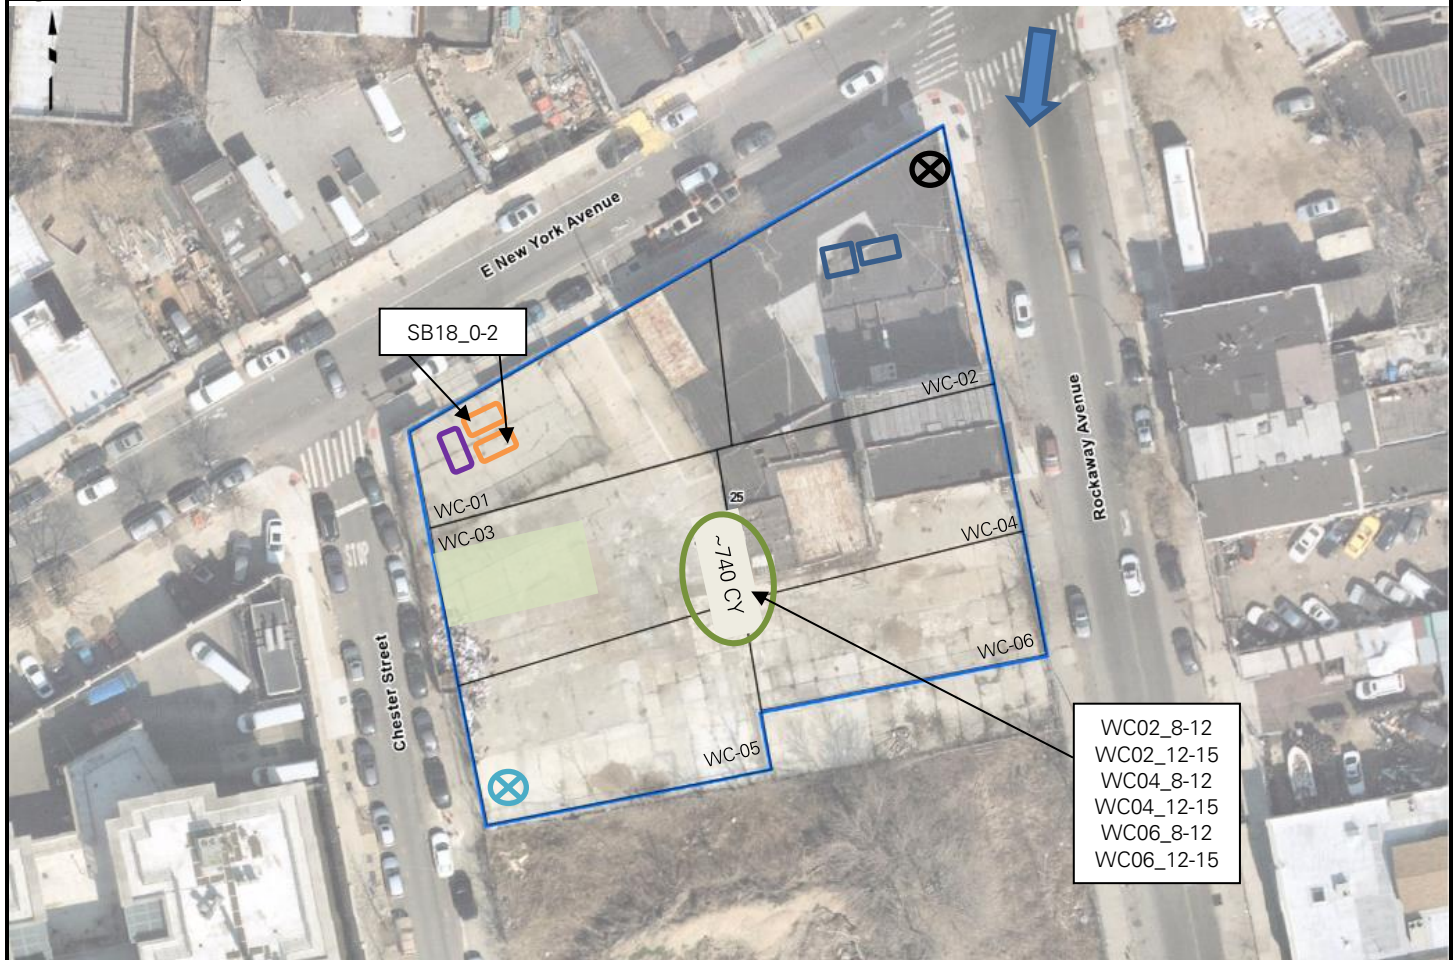 E New York Avenue
SB18_0-2
WC-02
Rockaway Avenue
25
WC-01
WC-03
WC-04
~740 CY
STOP
WC-06
Chester Street
WC-05
WC02_8-12
WC02_12-15
WC04_8-12
WC04_12-15
WC06_8-12
WC06_12-15